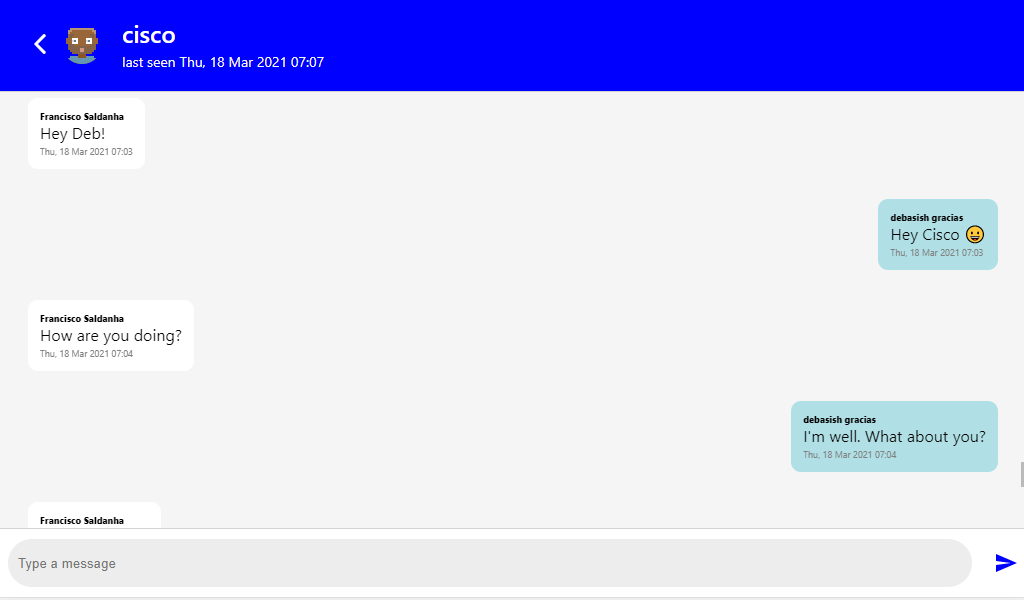 cisco
last seen Thu, 18 Mar 2021 07:07
Francisco Saldanha
Hey Deb!
Thu, 18 Mar 2021 07:03
debasish gracias
Hey Cisco 😀
Thu, 18 Mar 2021 07:03
Francisco Saldanha
How are you doing?
Thu, 18 Mar 2021 07:04
debasish gracias
I'm well. What about you?
Thu, 18 Mar 2021 07:04
Francisco Saldanha
Type a message